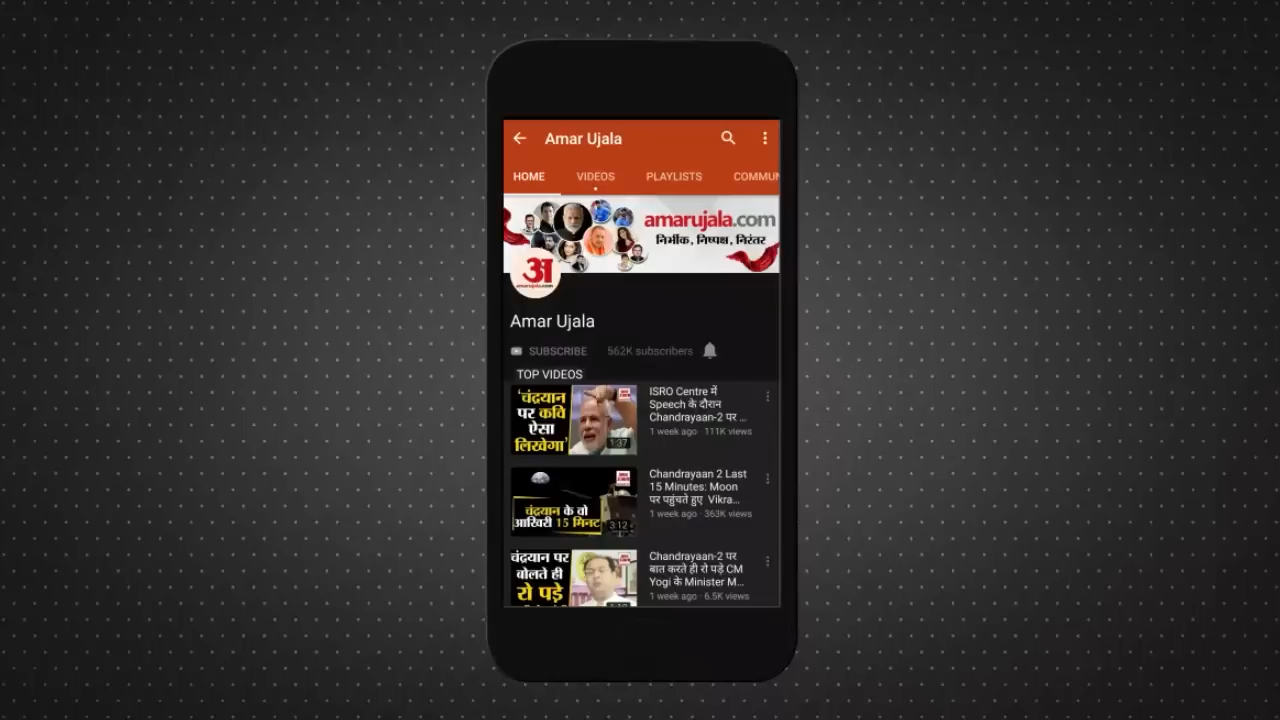 Amar Ujala
HOME VIDEOS PLAYLISTS COMMUN
amarujala.com
निर्भीक, निष्पक्ष, निरंतर
अ
amarujala.com
Amar Ujala
SUBSCRIBE 562K subscribers
TOP VIDEOS
'चंद्रयान
पर कवि
ऐसा
लिखेगा'
1:37
ISRO Centre में
Speech के दौरान
Chandrayaan-2 पर ...
1 week ago · 111K views
चंद्रयान के वो
आखिरी 15 मिनट
3:12
Chandrayaan 2 Last
15 Minutes: Moon
पर पहुंचते हुए Vikra...
1 week ago · 363K views
चंद्रयान पर
बोलते ही
रो पड़े
Chandrayaan-2 पर
बात करते ही रो पड़े CM
Yogi के Minister M...
1 week ago · 6.5K views